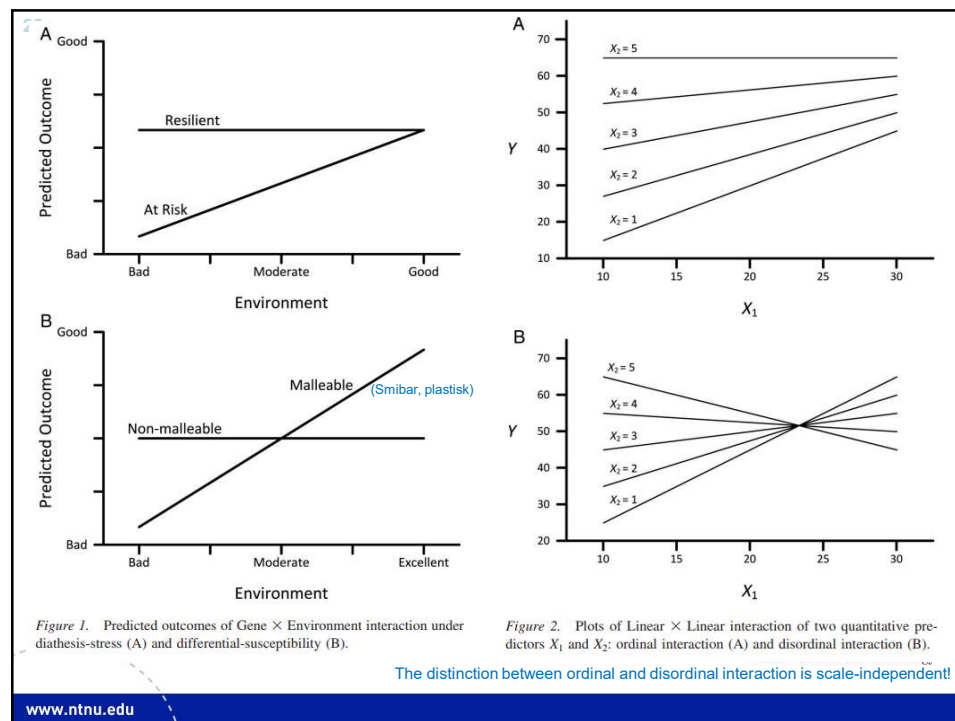 A
Good
Resilient
At Risk
Bad
Bad
Moderate
Good
Predicted Outcome
Environment
B
Good
Malleable
(Smibar, plastisk)
Non-malleable
Bad
Bad
Moderate
Excellent
Predicted Outcome
Environment
Figure 1. Predicted outcomes of Gene × Environment interaction under
diathesis-stress (A) and differential-susceptibility (B).
A
70
60
50
40
30
20
10
Y
X₂ = 5
X₂ = 4
X₂ = 3
X₂ = 2
X₂ = 1
10
15
20
25
30
X₁
B
70
60
50
40
30
20
Y
X₂ = 5
X₂ = 4
X₂ = 3
X₂ = 2
X₂ = 1
10
15
20
25
30
X₁
Figure 2. Plots of Linear × Linear interaction of two quantitative pre-
dictors X₁ and X₂: ordinal interaction (A) and disordinal interaction (B).
The distinction between ordinal and disordinal interaction is scale-independent!
www.ntnu.edu